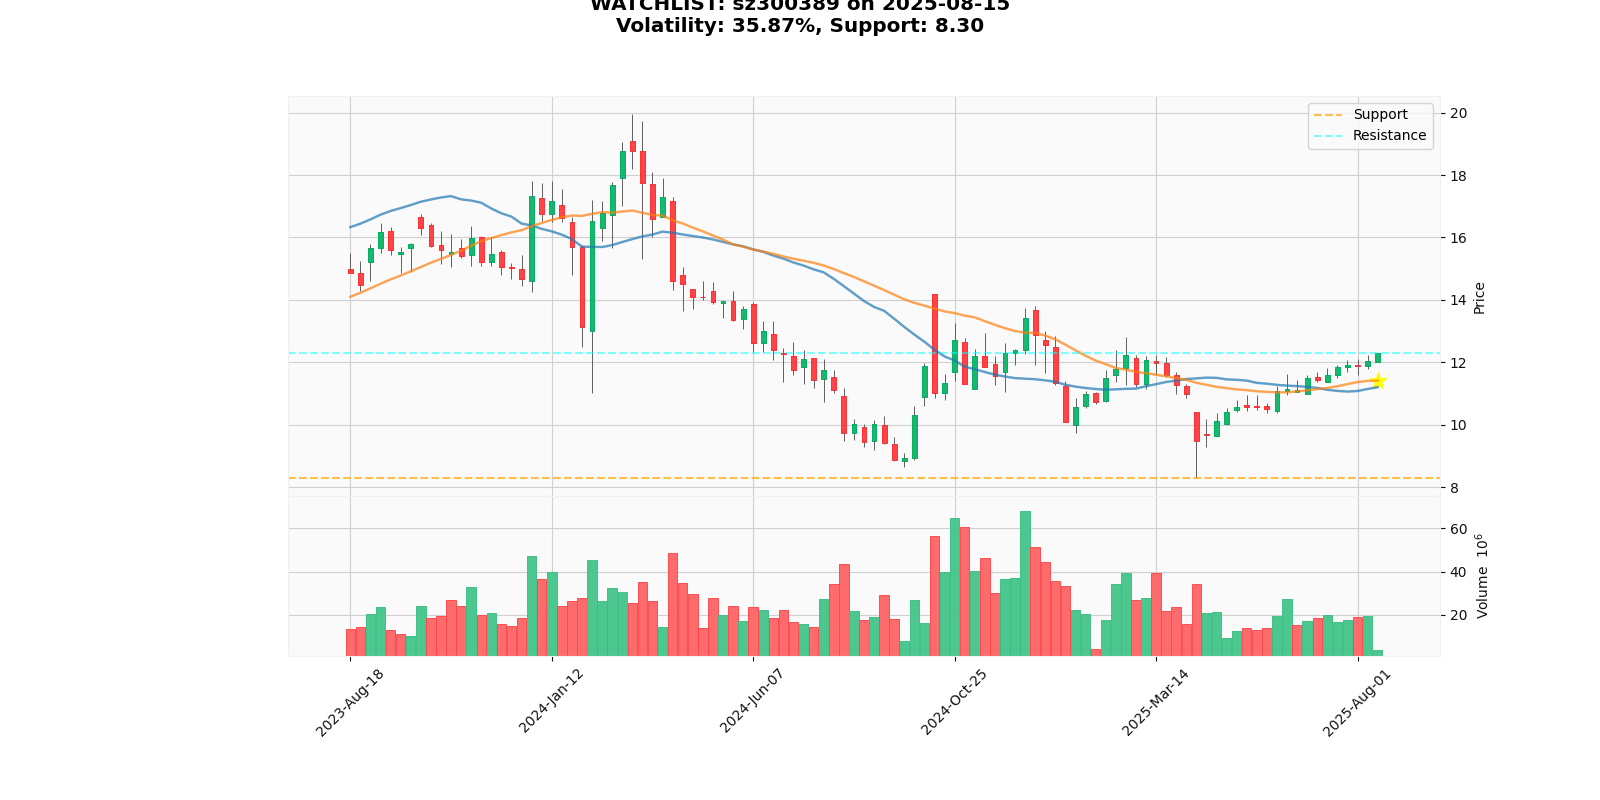 WATCHLIST: sz300389 on 2025-08-15
Volatility: 35.87%, Support: 8.30
Support
Resistance
20
18
16
14
12
10
8
Price
60
40
20
Volume 10^6
2023-Aug-18
2024-Jan-12
2024-Jun-07
2024-Oct-25
2025-Mar-14
2025-Aug-01